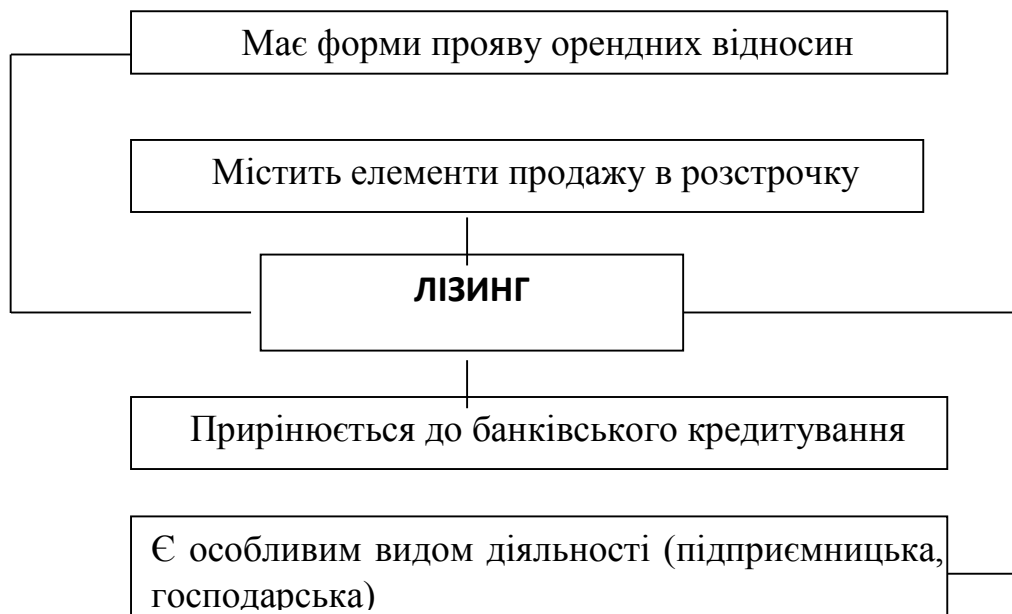 Має форми прояву орендних відносин
Містить елементи продажу в розстрочку
ЛІЗИНГ
Прирінюється до банківського кредитування
Є особливим видом діяльності (підприємницька,
господарська)